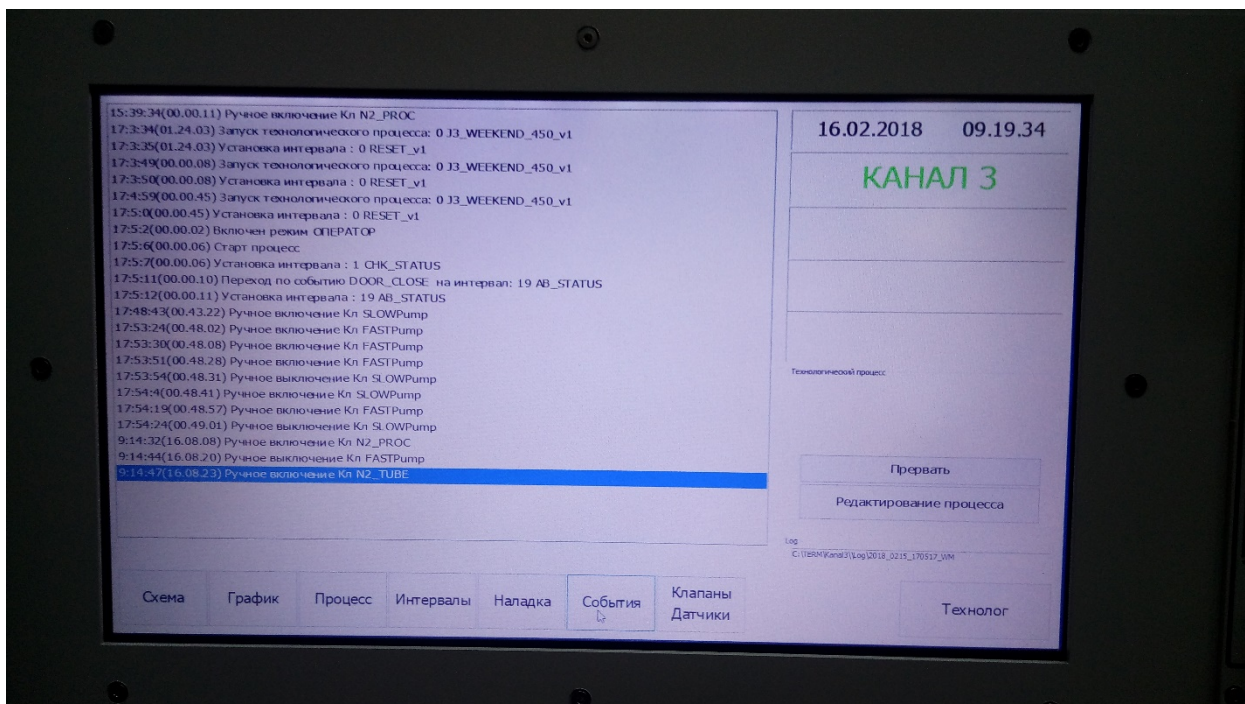 15:39:34(00.00.11) Ручное включение Кл N2_PROC
17:3:34(01.24.03) Запуск технологического процесса: 0 J3_WEEKEND_450_v1
17:3:35(01.24.03) Установка интервала : 0 RESET_v1
17:3:49(00.00.08) Запуск технологического процесса: 0 J3_WEEKEND_450_v1
17:3:50(00.00.08) Установка интервала : 0 RESET_v1
17:4:59(00.00.45) Запуск технологического процесса: 0 J3_WEEKEND_450_v1
17:5:0(00.00.45) Установка интервала : 0 RESET_v1
17:5:2(00.00.02) Включен режим ОПЕРАТОР
17:5:6(00.00.06) Старт процесс
17:5:7(00.00.06) Установка интервала : 1 CHK_STATUS
17:5:11(00.00.10) Переход по событию DOOR_CLOSE на интервал: 19 AB_STATUS
17:5:12(00.00.11) Установка интервала : 19 AB_STATUS
17:48:43(00.43.22) Ручное включение Кл SLOWPump
17:53:24(00.48.02) Ручное включение Кл FASTPump
17:53:30(00.48.08) Ручное включение Кл FASTPump
17:53:51(00.48.28) Ручное включение Кл FASTPump
17:53:54(00.48.31) Ручное выключение Кл SLOWPump
17:54:4(00.48.41) Ручное включение Кл SLOWPump
17:54:19(00.48.57) Ручное включение Кл FASTPump
17:54:24(00.49.01) Ручное выключение Кл SLOWPump
9:14:32(16.08.08) Ручное включение Кл N2_PROC
9:14:44(16.08.20) Ручное выключение Кл FASTPump
9:14:47(16.08.23) Ручное включение Кл N2_TUBE
16.02.2018 09.19.34
КАНАЛ 3
Технологический процесс
Прервать
Редактирование процесса
Log
C:\TERM\Kanal3\Log\2018_0215_170517_WM
Схема График Процесс Интервалы Наладка События Клапаны
Датчики
Технолог